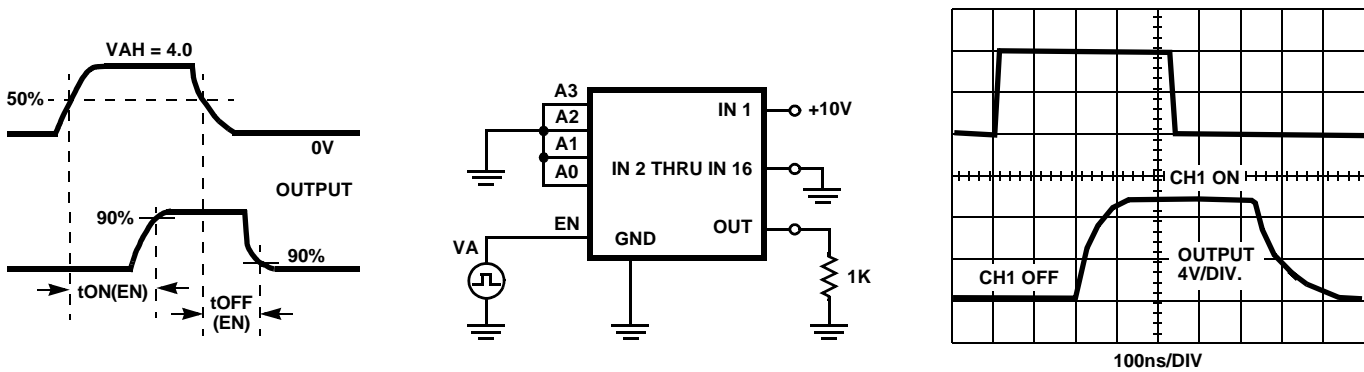 VAH = 4.0
50%
0V
OUTPUT
90%
90%
tON(EN)
tOFF
(EN)
A3
A2
A1
A0
EN
VA
IN 1
+10V
IN 2 THRU IN 16
OUT
GND
1K
CH1 ON
CH1 OFF
OUTPUT
4V/DIV.
100ns/DIV